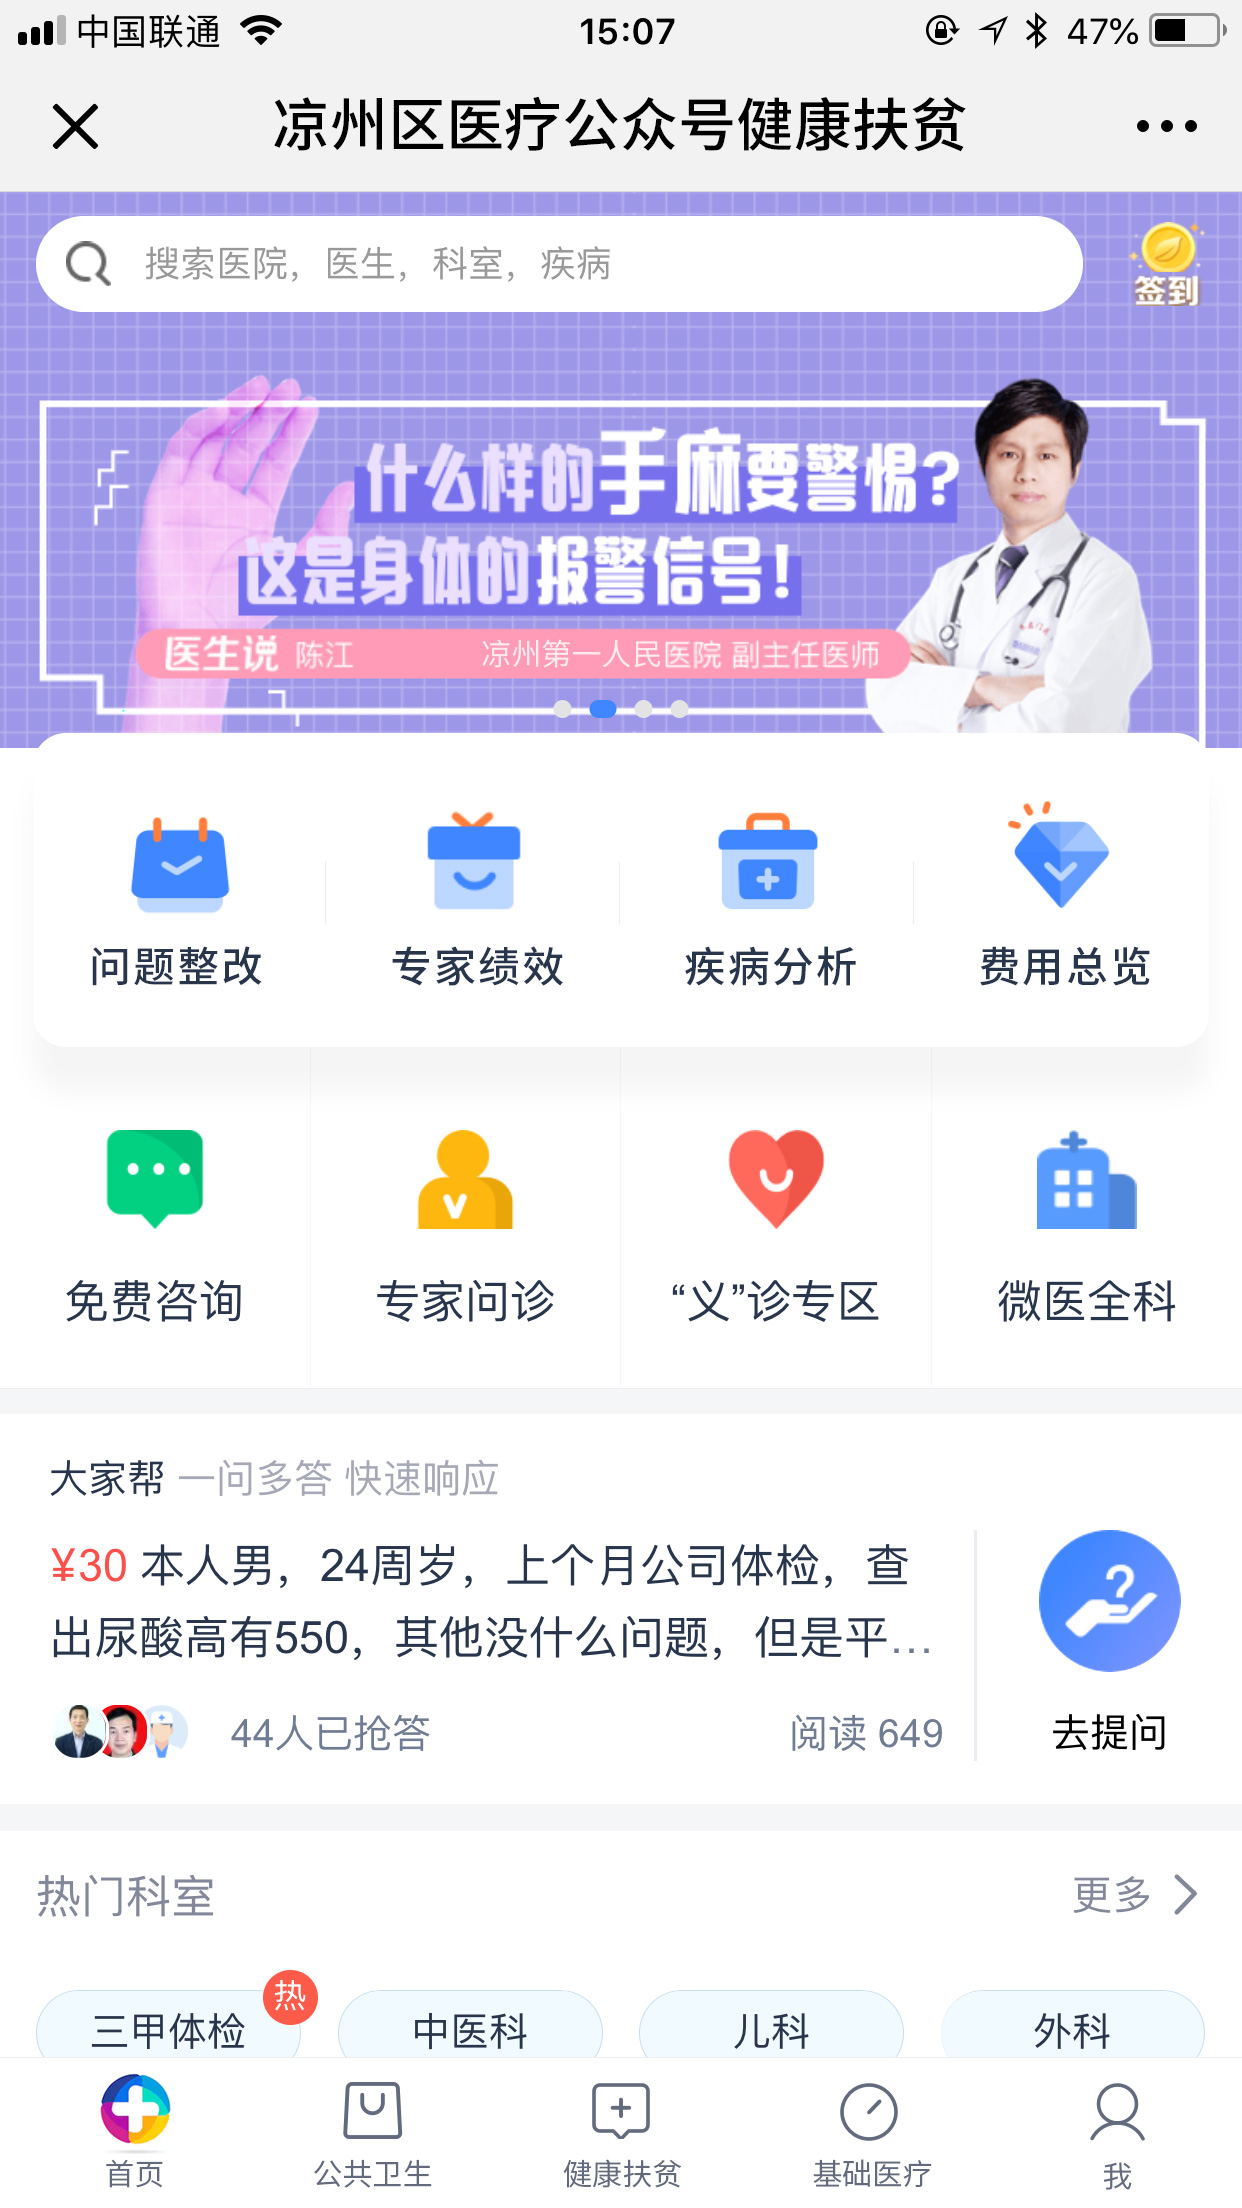 中国联通
15:07
47%
凉州区医疗公众号健康扶贫
搜索医院，医生，科室，疾病
签到
什么样的手麻要警惕?
这是身体的报警信号!
医生说 陈江 凉州第一人民医院 副主任医师
问题整改
专家绩效
疾病分析
费用总览
免费咨询
专家问诊
“义”诊专区
微医全科
大家帮 一问多答 快速响应
¥30 本人男，24周岁，上个月公司体检，查
出尿酸高有550，其他没什么问题，但是平...
44人已抢答
阅读 649
去提问
热门科室
更多
热
三甲体检
中医科
儿科
外科
首页
公共卫生
健康扶贫
基础医疗
我